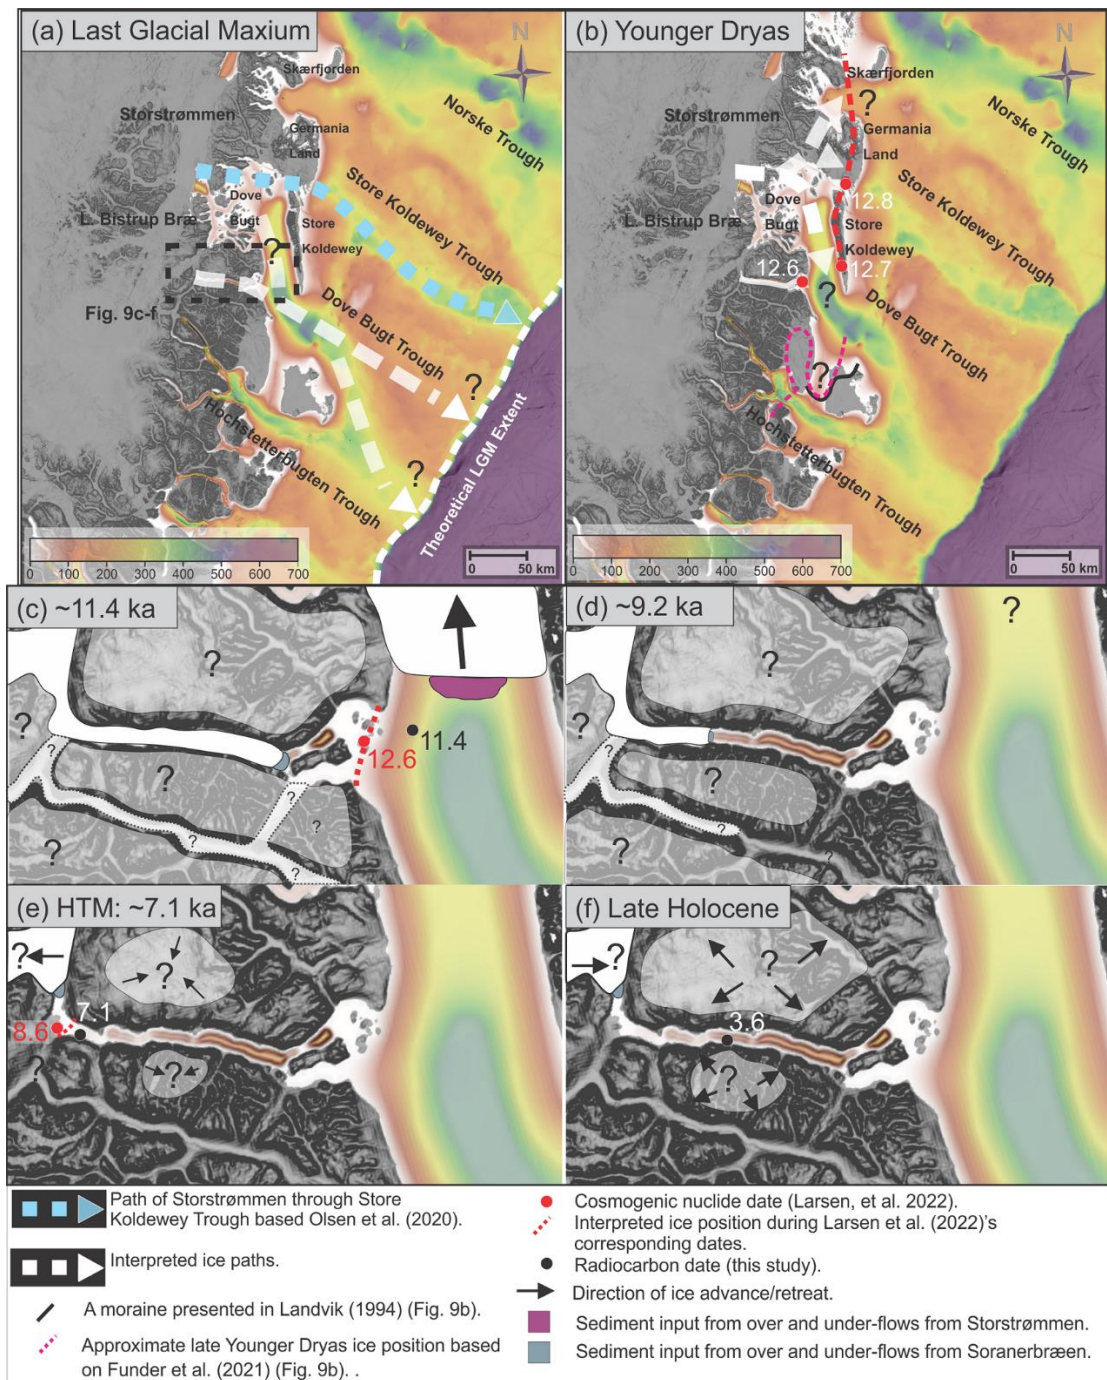 (a) Last Glacial Maxium
N
Skærfjorden
Storstrømmen
Germania
Land
Norske Trough
Store Koldewey Trough
Dove
Bugt
L. Bistrup Bræ
Store
Koldewey
?
Fig. 9c-f
Dove Bugt Trough
?
Hochstetterbugten Trough
?
Theoretical LGM Extent
0 100 200 300 400 500 600 700
0 50 km
(b) Younger Dryas
N
Skærfjorden
?
Storstrømmen
Germania
Land
Norske Trough
Store Koldewey Trough
12.8
Dove
Bugt
L. Bistrup Bræ
Store
Koldewey
12.6
12.7
?
Dove Bugt Trough
?
Hochstetterbugten Trough
0 100 200 300 400 500 600 700
0 50 km
(c) ~11.4 ka
?
?
11.4
12.6
?
?
?
?
?
?
?
(d) ~9.2 ka
?
?
?
?
?
?
(e) HTM: ~7.1 ka
?
?
7.1
8.6
?
?
(f) Late Holocene
?
?
3.6
?
Path of Storstrømmen through Store
Koldewey Trough based Olsen et al. (2020).
Interpreted ice paths.
A moraine presented in Landvik (1994) (Fig. 9b).
Approximate late Younger Dryas ice position based
on Funder et al. (2021) (Fig. 9b). .
Cosmogenic nuclide date (Larsen, et al. 2022).
Interpreted ice position during Larsen et al. (2022)'s
corresponding dates.
Radiocarbon date (this study).
Direction of ice advance/retreat.
Sediment input from over and under-flows from Storstrømmen.
Sediment input from over and under-flows from Soranerbræen.